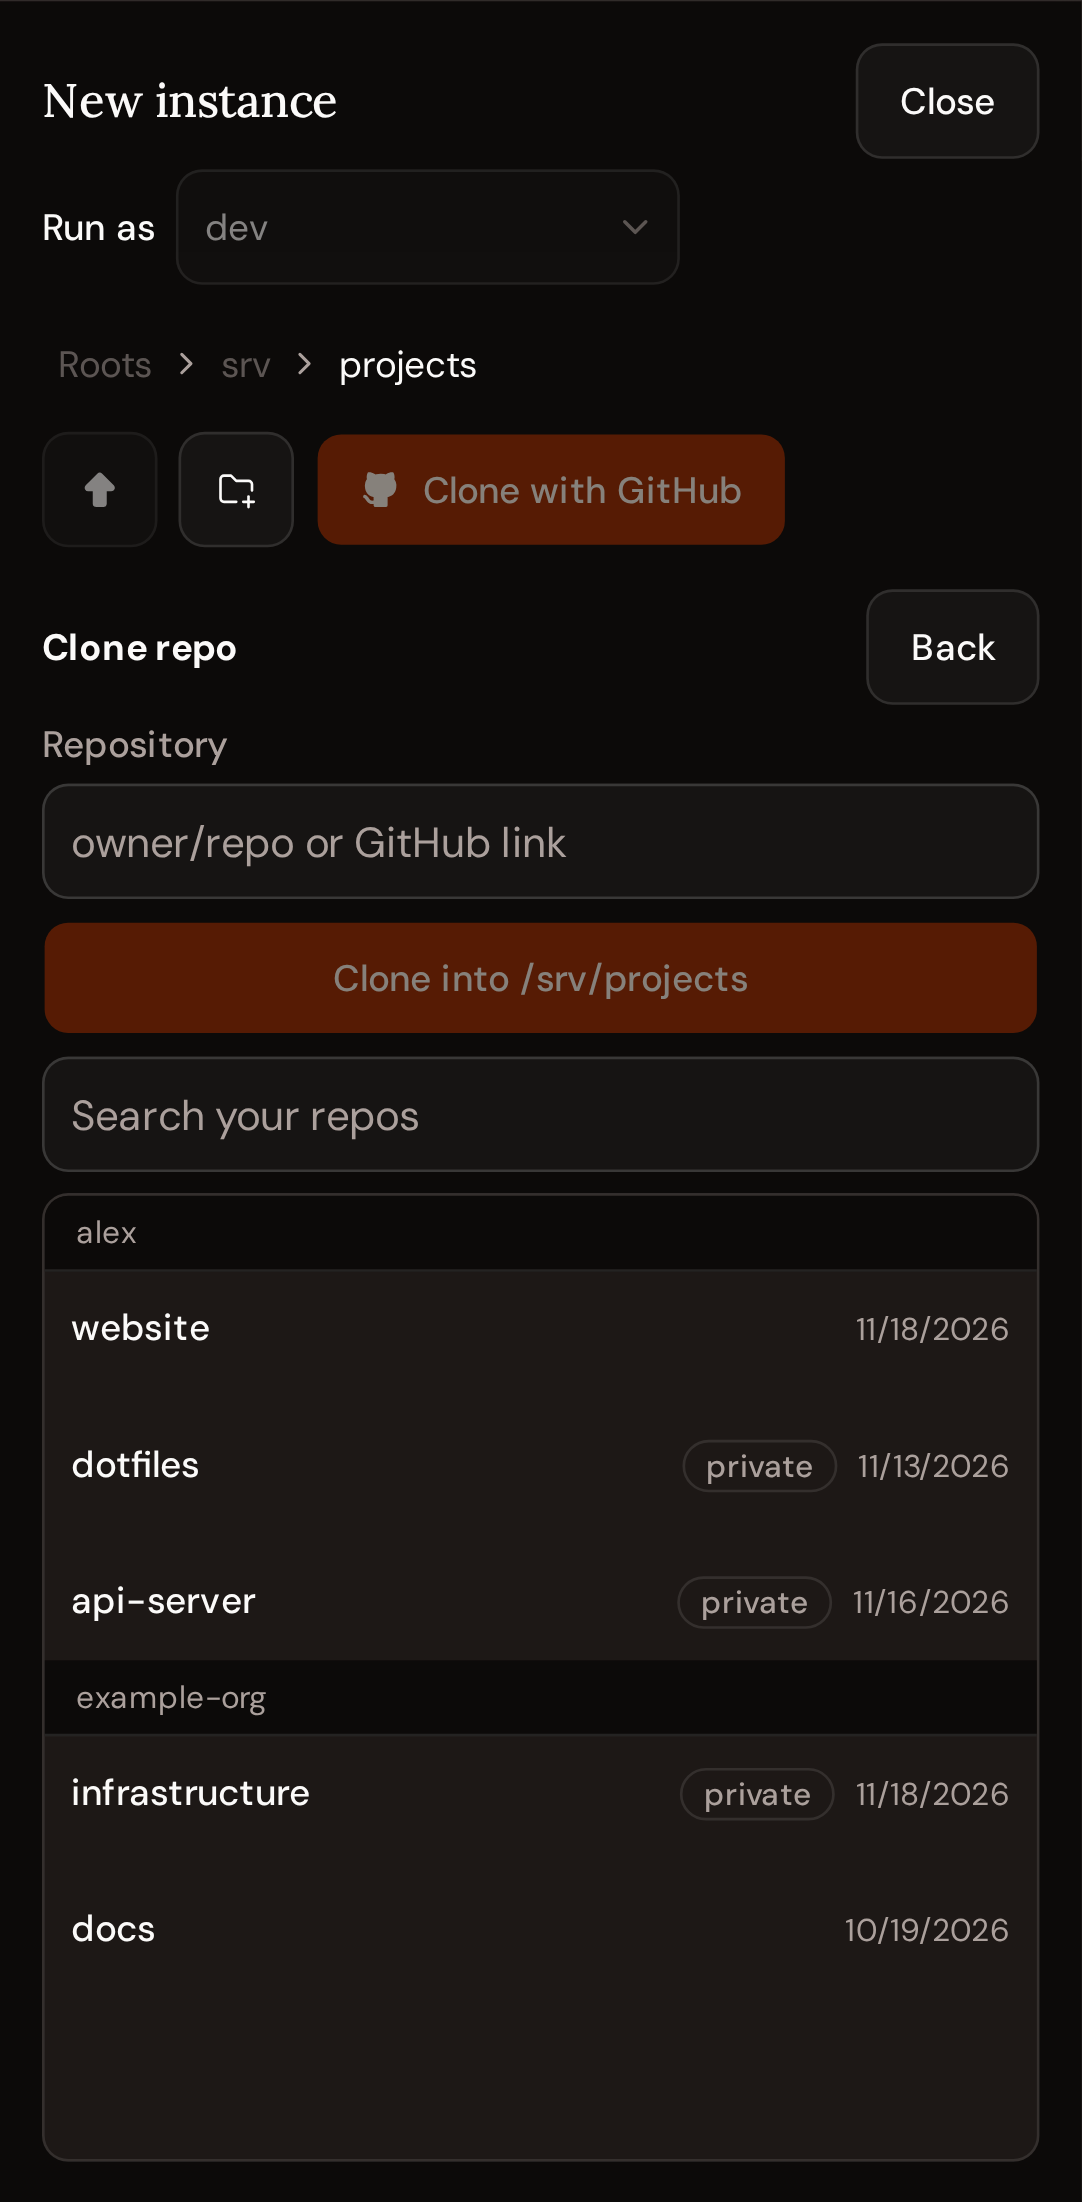 New instance
Close
Run as
dev
Roots > srv > projects
Clone with GitHub
Clone repo
Back
Repository
owner/repo or GitHub link
Clone into /srv/projects
Search your repos
alex
website 11/18/2026
dotfiles private 11/13/2026
api-server private 11/16/2026
example-org
infrastructure private 11/18/2026
docs 10/19/2026